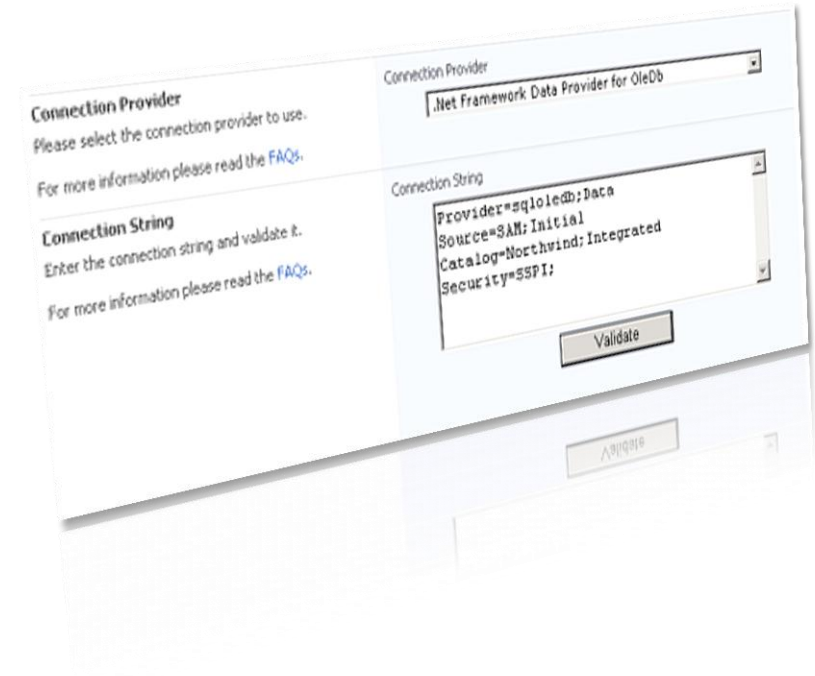 Connection Provider
Please select the connection provider to use.
For more information please read the FAQs.
Connection Provider
.Net Framework Data Provider for OleDb
Connection String
Enter the connection string and validate it.
For more information please read the FAQs.
Connection String
Provider=sqloledb;Data
Source=SAM;Initial
Catalog=Northwind;Integrated
Security=SSPI;
Validate
Validate